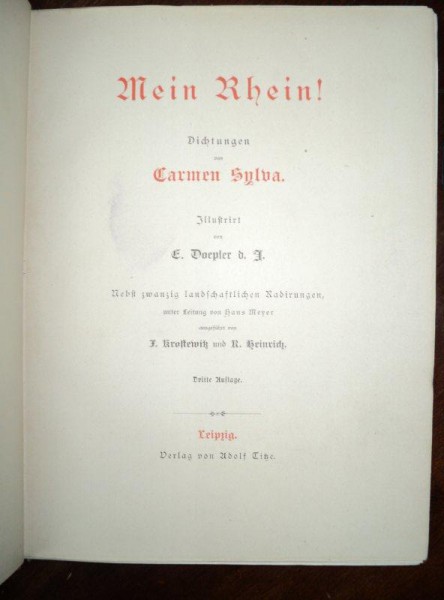 Mein Rhein!
Dichtungen
von
Carmen Sylva.
Illustrirt
von
E. Doepler d. J.
Nebst zwanzig landschaftlichen Radirungen,
unter Leitung von Hans Meyer
ausgeführt von
F. Krostewitz und R. Heinrich.
Dritte Auflage.
Leipzig.
Verlag von Adolf Titze.